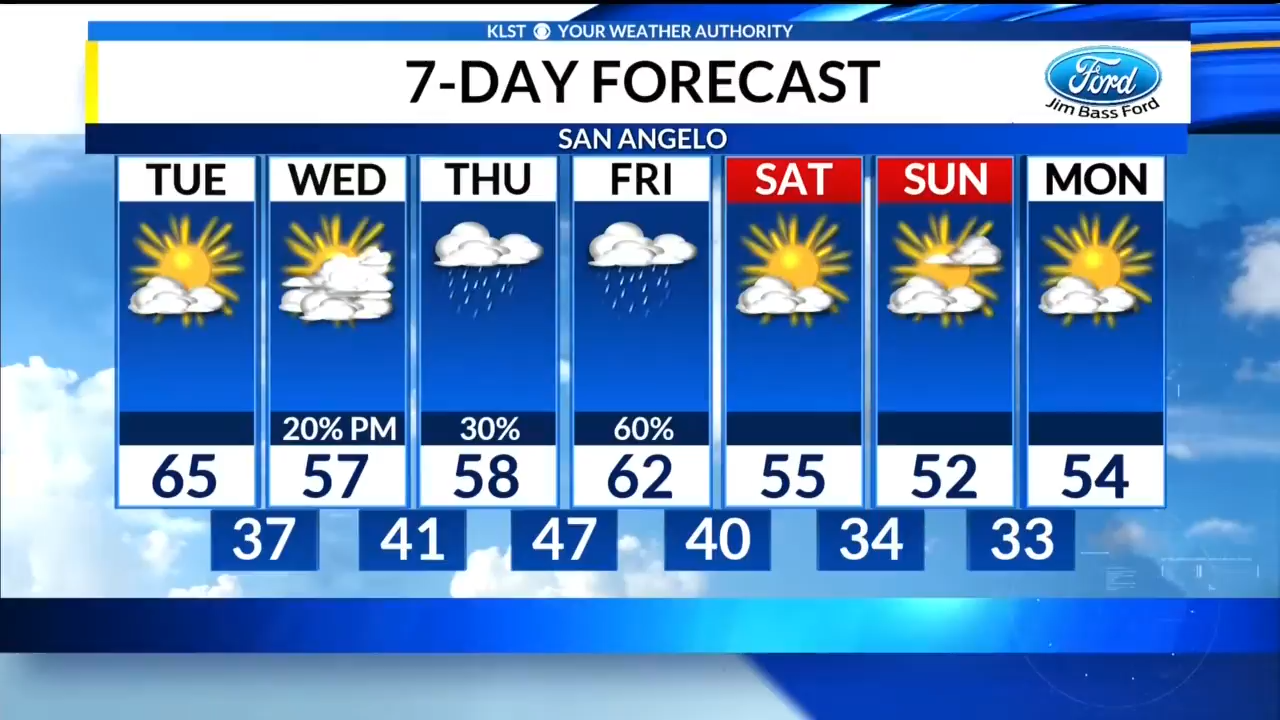 KLST YOUR WEATHER AUTHORITY
7-DAY FORECAST
Ford
Jim Bass Ford
SAN ANGELO
TUE WED THU FRI SAT SUN MON
20% PM 30% 60%
65 57 58 62 55 52 54
37 41 47 40 34 33